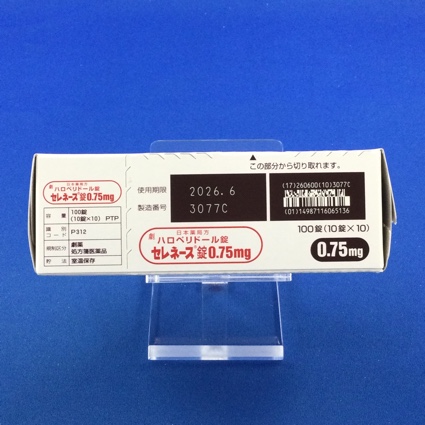 日本薬局方
劇 ハロペリドール錠
セレネース錠0.75mg
容量 100錠 (10錠×10) PTP
識別コード P312
規制区分 劇薬 処方箋医薬品
貯法 室温保存
▲
この部分から切り取れます。
使用期限 2026.6
製造番号 3077C
(17)260600(10)3077C
(01)14987116065136
日本薬局方
劇 ハロペリドール錠
セレネース錠0.75mg
100錠(10錠×10)
0.75mg